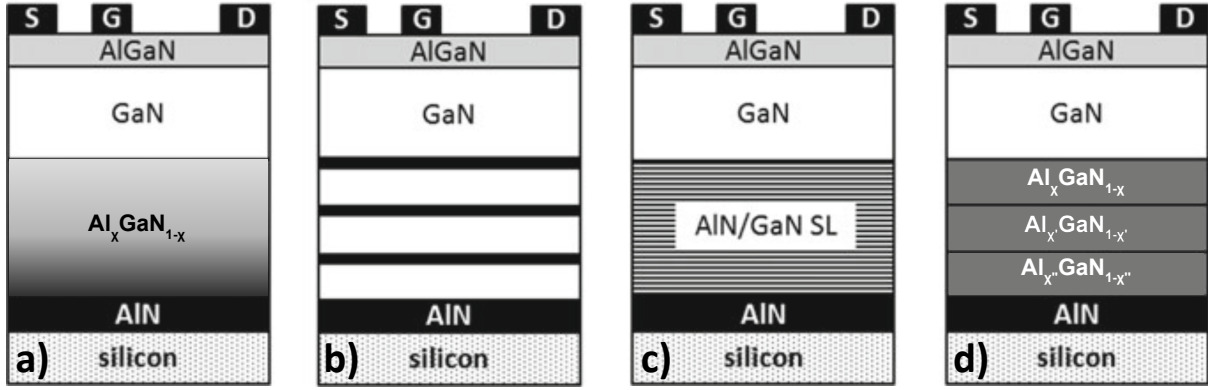 S G D
AlGaN
GaN
AlₓGaN₁₋ₓ
AlN
silicon
a)
S G D
AlGaN
GaN
AlN
silicon
b)
S G D
AlGaN
GaN
AlN/GaN SL
AlN
silicon
c)
S G D
AlGaN
GaN
AlₓGaN₁₋ₓ
Alₓ'GaN₁₋ₓ'
Alₓ"GaN₁₋ₓ"
AlN
silicon
d)